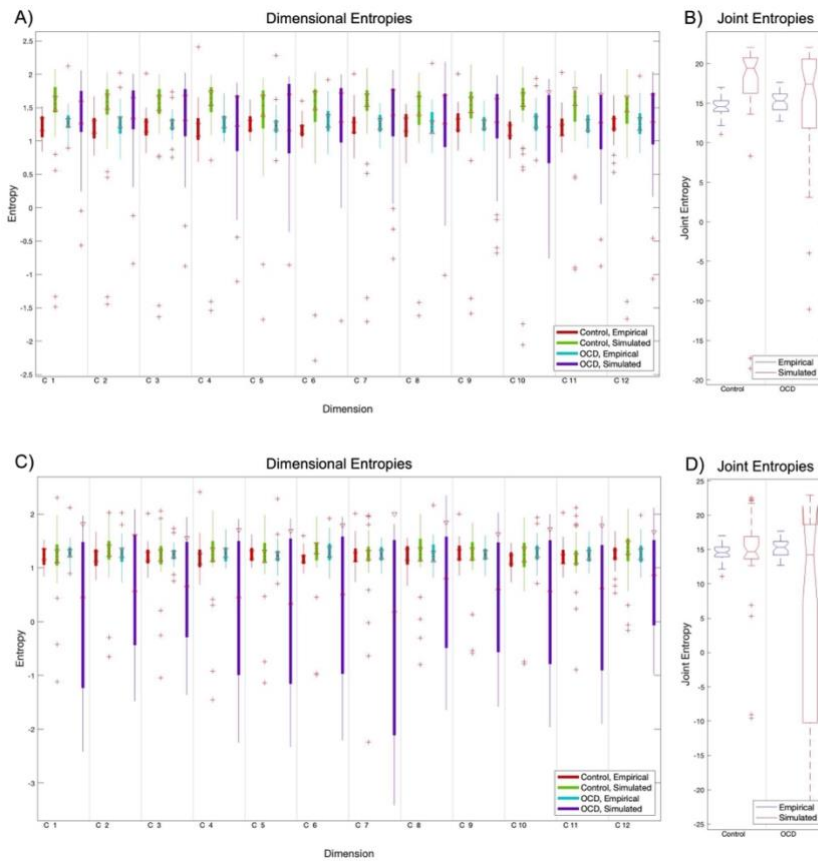 A)
Dimensional Entropies
2.5
2
1.5
1
0.5
0
-0.5
-1
-1.5
-2
-2.5
Entropy
Control, Empirical
Control, Simulated
OCD, Empirical
OCD, Simulated
C 1 C 2 C 3 C 4 C 5 C 6 C 7 C 8 C 9 C 10 C 11 C 12
Dimension
B)
Joint Entropies
20
15
10
5
0
-5
-10
-15
-20
Joint Entropy
Empirical
Simulated
Control OCD
C)
Dimensional Entropies
2
1
0
-1
-2
-3
Entropy
Control, Empirical
Control, Simulated
OCD, Empirical
OCD, Simulated
C 1 C 2 C 3 C 4 C 5 C 6 C 7 C 8 C 9 C 10 C 11 C 12
Dimension
D)
Joint Entropies
25
20
15
10
5
0
-5
-10
-15
-20
-25
Joint Entropy
Empirical
Simulated
Control OCD